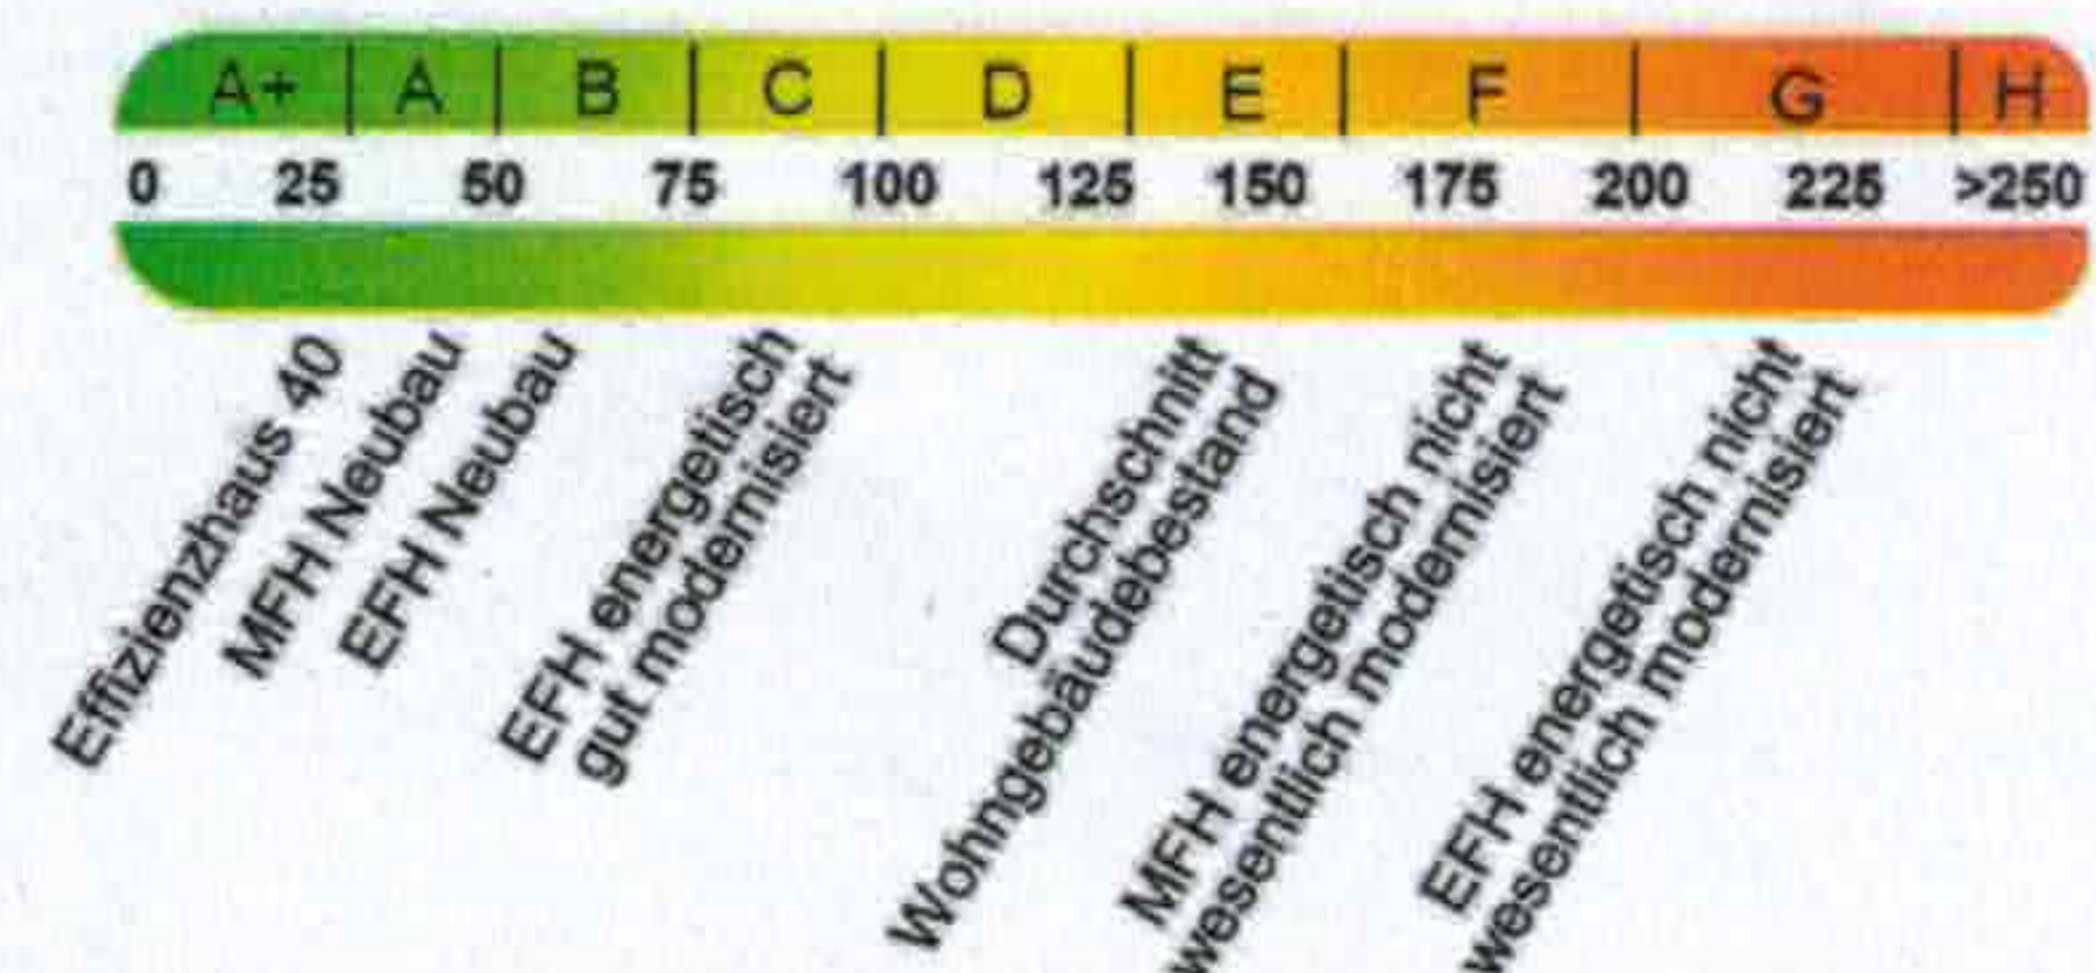 A+ A B C D E F G H
0 25 50 75 100 125 150 175 200 225 >250
Effizienzhaus 40
MFH Neubau
EFH Neubau
EFH energetisch
gut modernisiert
Durchschnitt
Wohngebäudebestand
MFH energetisch nicht
wesentlich modernisiert
EFH energetisch nicht
wesentlich modernisiert